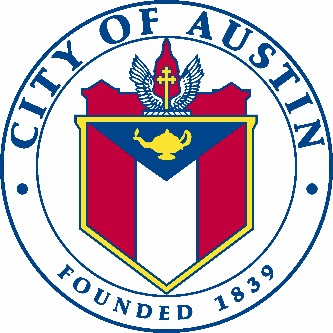 CITY OF AUSTIN
FOUNDED 1839